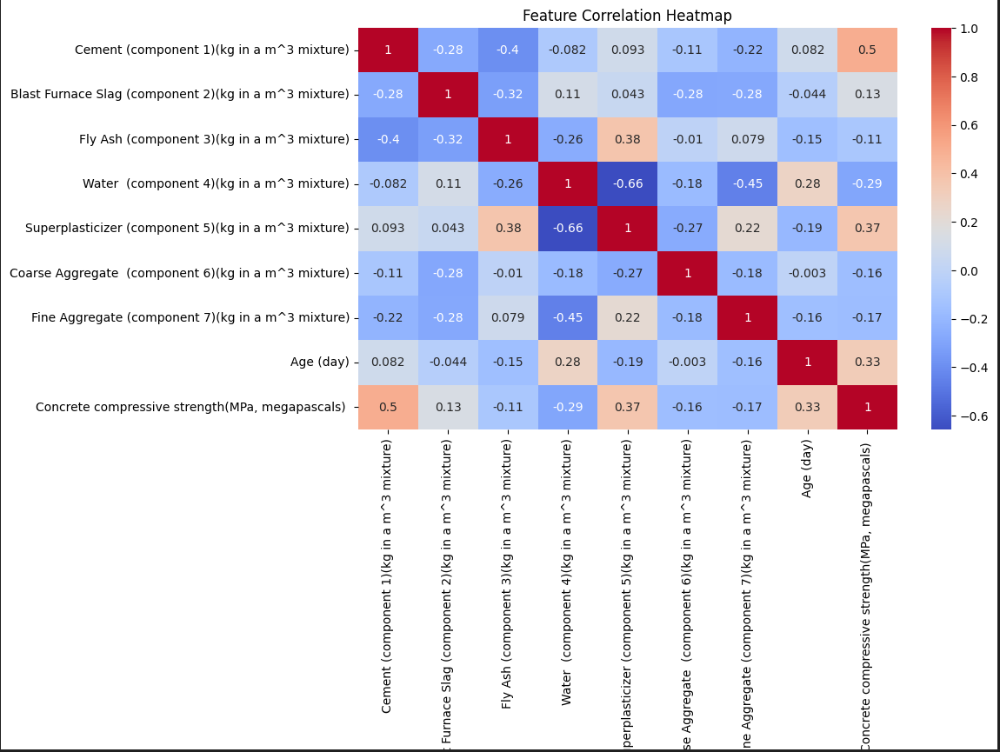 Feature Correlation Heatmap
Cement (component 1)(kg in a m^3 mixture) 1 -0.28 -0.4 -0.082 0.093 -0.11 -0.22 0.082 0.5
Blast Furnace Slag (component 2)(kg in a m^3 mixture) -0.28 1 -0.32 0.11 0.043 -0.28 -0.28 -0.044 0.13
Fly Ash (component 3)(kg in a m^3 mixture) -0.4 -0.32 1 -0.26 0.38 -0.01 0.079 -0.15 -0.11
Water  (component 4)(kg in a m^3 mixture) -0.082 0.11 -0.26 1 -0.66 -0.18 -0.45 0.28 -0.29
Superplasticizer (component 5)(kg in a m^3 mixture) 0.093 0.043 0.38 -0.66 1 -0.27 0.22 -0.19 0.37
Coarse Aggregate  (component 6)(kg in a m^3 mixture) -0.11 -0.28 -0.01 -0.18 -0.27 1 -0.18 -0.003 -0.16
Fine Aggregate (component 7)(kg in a m^3 mixture) -0.22 -0.28 0.079 -0.45 0.22 -0.18 1 -0.16 -0.17
Age (day) 0.082 -0.044 -0.15 0.28 -0.19 -0.003 -0.16 1 0.33
Concrete compressive strength(MPa, megapascals) 0.5 0.13 -0.11 -0.29 0.37 -0.16 -0.17 0.33 1
Cement (component 1)(kg in a m^3 mixture)
Furnace Slag (component 2)(kg in a m^3 mixture)
Fly Ash (component 3)(kg in a m^3 mixture)
Water  (component 4)(kg in a m^3 mixture)
perplasticizer (component 5)(kg in a m^3 mixture)
se Aggregate  (component 6)(kg in a m^3 mixture)
ne Aggregate (component 7)(kg in a m^3 mixture)
Age (day)
Concrete compressive strength(MPa, megapascals)
1.0
0.8
0.6
0.4
0.2
0.0
−0.2
−0.4
−0.6